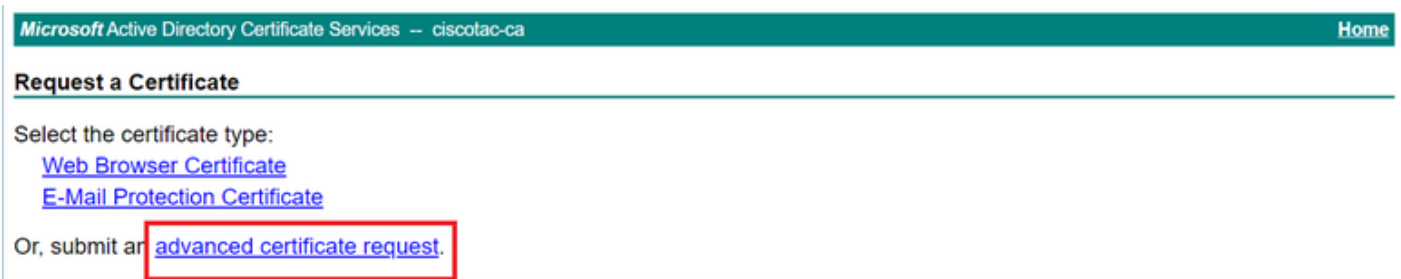 Microsoft Active Directory Certificate Services -- ciscotac-ca Home
Request a Certificate
Select the certificate type:
Web Browser Certificate
E-Mail Protection Certificate
Or, submit an advanced certificate request.